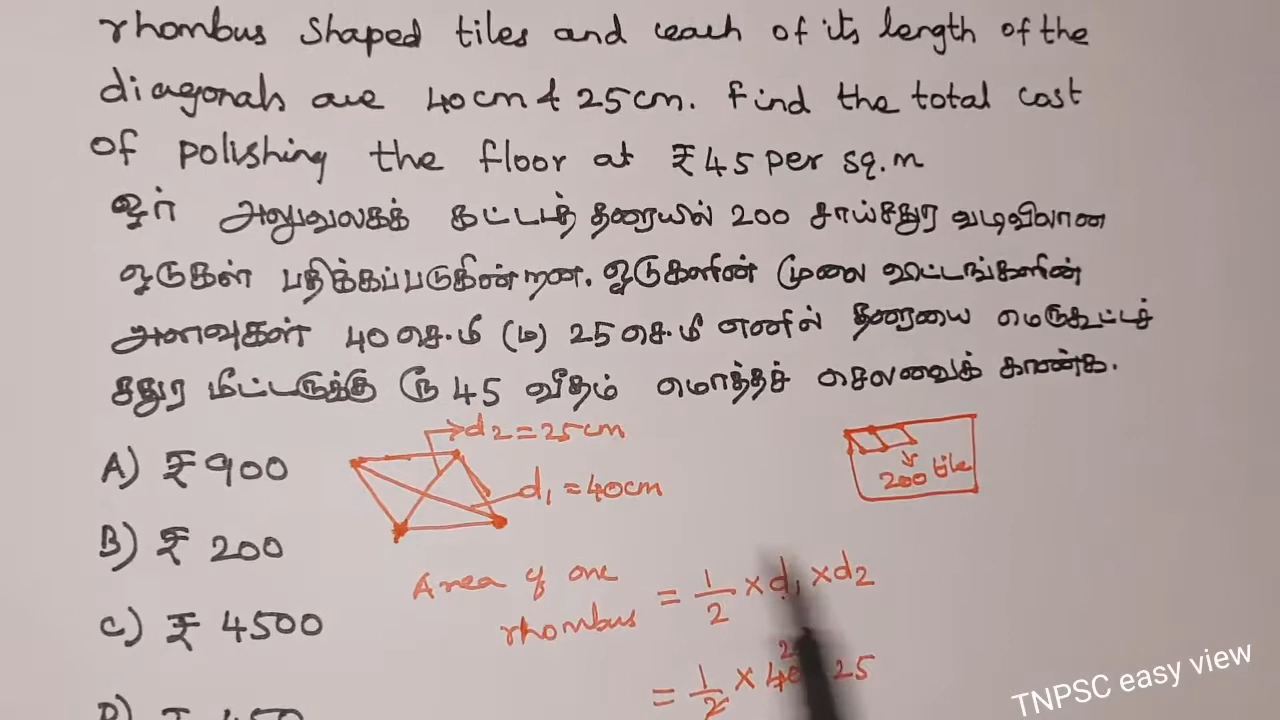 rhombus shaped tiles and each of its length of the
diagonals are 40cm & 25cm. Find the total cost
of polishing the floor at ₹45 per sq.m
ஓர் அலுவலகக் கட்டடத் தரையில் 200 சாய்சதுர வடிவிலான
ஓடுகள் பதிக்கப்படுகின்றன. ஓடுகளின் மூலை விட்டங்களின்
அளவுகள் 40 செ.மீ (ம) 25 செ.மீ எனில் தரையை மெருகூட்டச்
சதுர மீட்டருக்கு ரூ 45 வீதம் மொத்தச் செலவைக் காண்க.
A) ₹ 900
d2 = 25cm
d1 = 40cm
200 tile
B) ₹ 200
Area of one
rhombus = 1/2 × d1 × d2
C) ₹ 4500
= 1/2 × 40 25
D) ₹ 450
TNPSC easy view